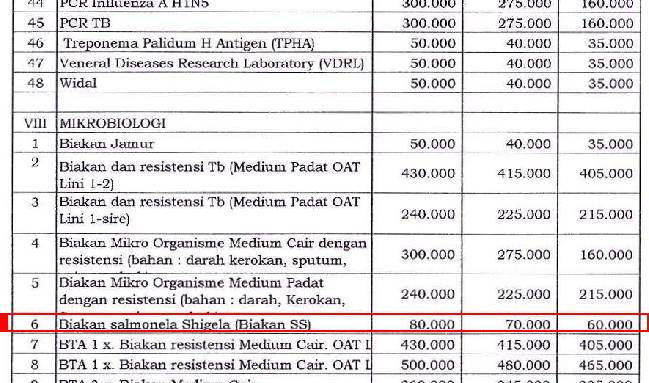 44 PCR Influenza A H1N5 300.000 275.000 160.000
45 PCR TB 300.000 275.000 160.000
46 Treponema Palidum H Antigen (TPHA) 50.000 40.000 35.000
47 Veneral Diseases Research Laboratory (VDRL) 50.000 40.000 35.000
48 Widal 50.000 40.000 35.000
VIII MIKROBIOLOGI
1 Biakan Jamur 50.000 40.000 35.000
2 Biakan dan resistensi Tb (Medium Padat OAT
Lini 1-2) 430.000 415.000 405.000
3 Biakan dan resistensi Tb (Medium Padat OAT
Lini 1-sire) 240.000 225.000 215.000
4 Biakan Mikro Organisme Medium Cair dengan
resistensi (bahan : darah kerokan, sputum, 300.000 275.000 160.000
5 Biakan Mikro Organisme Medium Padat
dengan resistensi (bahan : darah, Kerokan, 240.000 225.000 215.000
6 Biakan salmonela Shigela (Biakan SS) 80.000 70.000 60.000
7 BTA 1 x. Biakan resistensi Medium Cair. OAT L 430.000 415.000 405.000
8 BTA 1 x. Biakan resistensi Medium Cair. OAT L 500.000 480.000 465.000